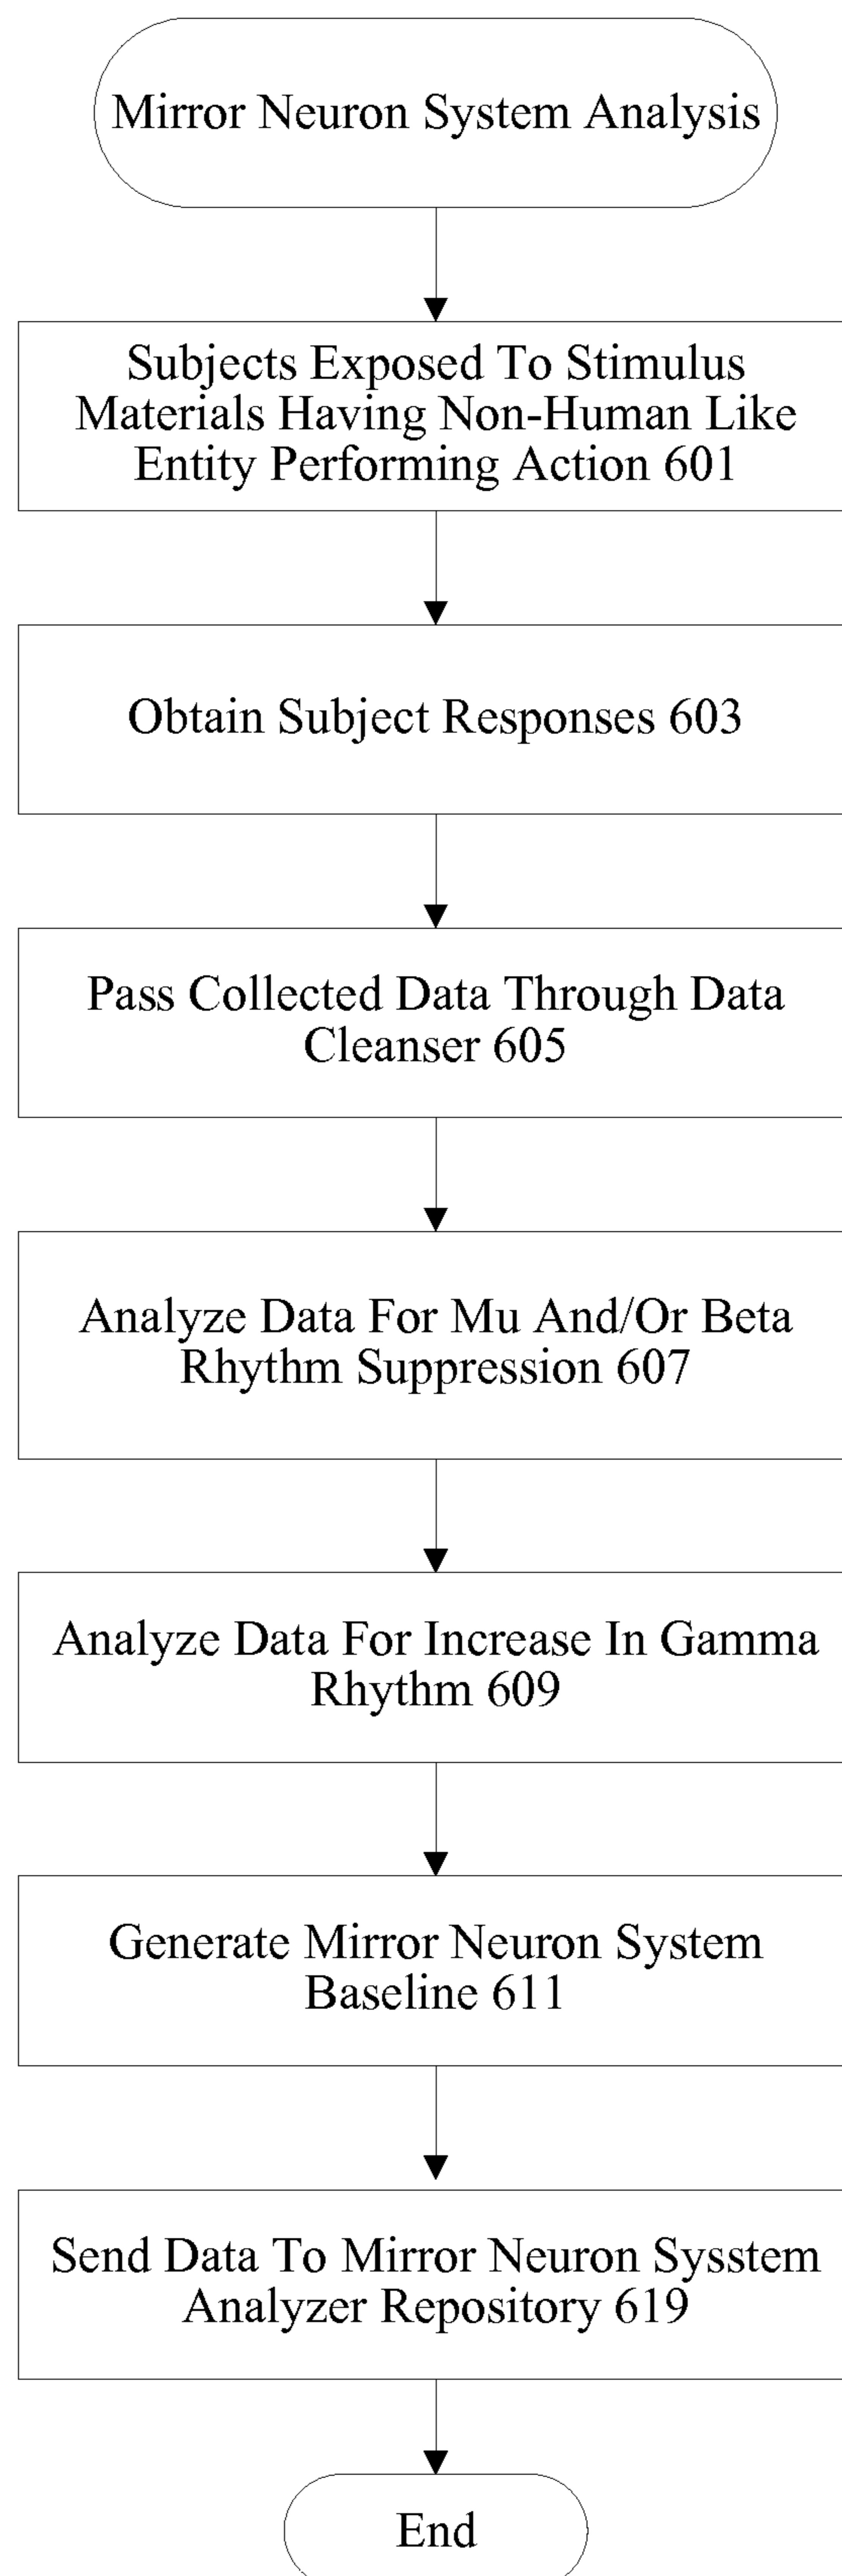 Mirror Neuron System Analysis
Subjects Exposed To Stimulus
Materials Having Non-Human Like
Entity Performing Action 601
Obtain Subject Responses 603
Pass Collected Data Through Data
Cleanser 605
Analyze Data For Mu And/Or Beta
Rhythm Suppression 607
Analyze Data For Increase In Gamma
Rhythm 609
Generate Mirror Neuron System
Baseline 611
Send Data To Mirror Neuron Sysstem
Analyzer Repository 619
End